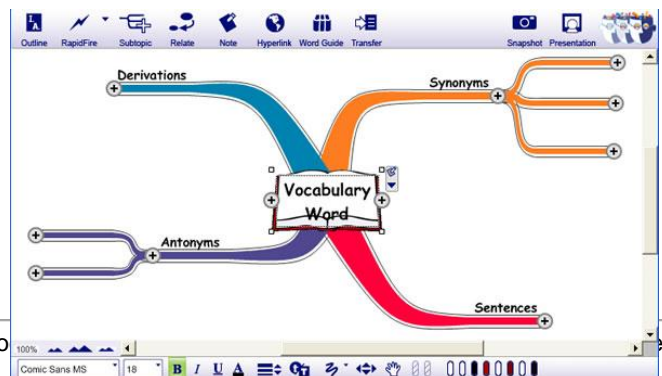 Outline RapidFire Subtopic Relate Note Hyperlink Word Guide Transfer Snapshot Presentation
Derivations
Synonyms
Vocabulary
Word
Antonyms
Sentences
100%
Comic Sans MS 18 B I U A